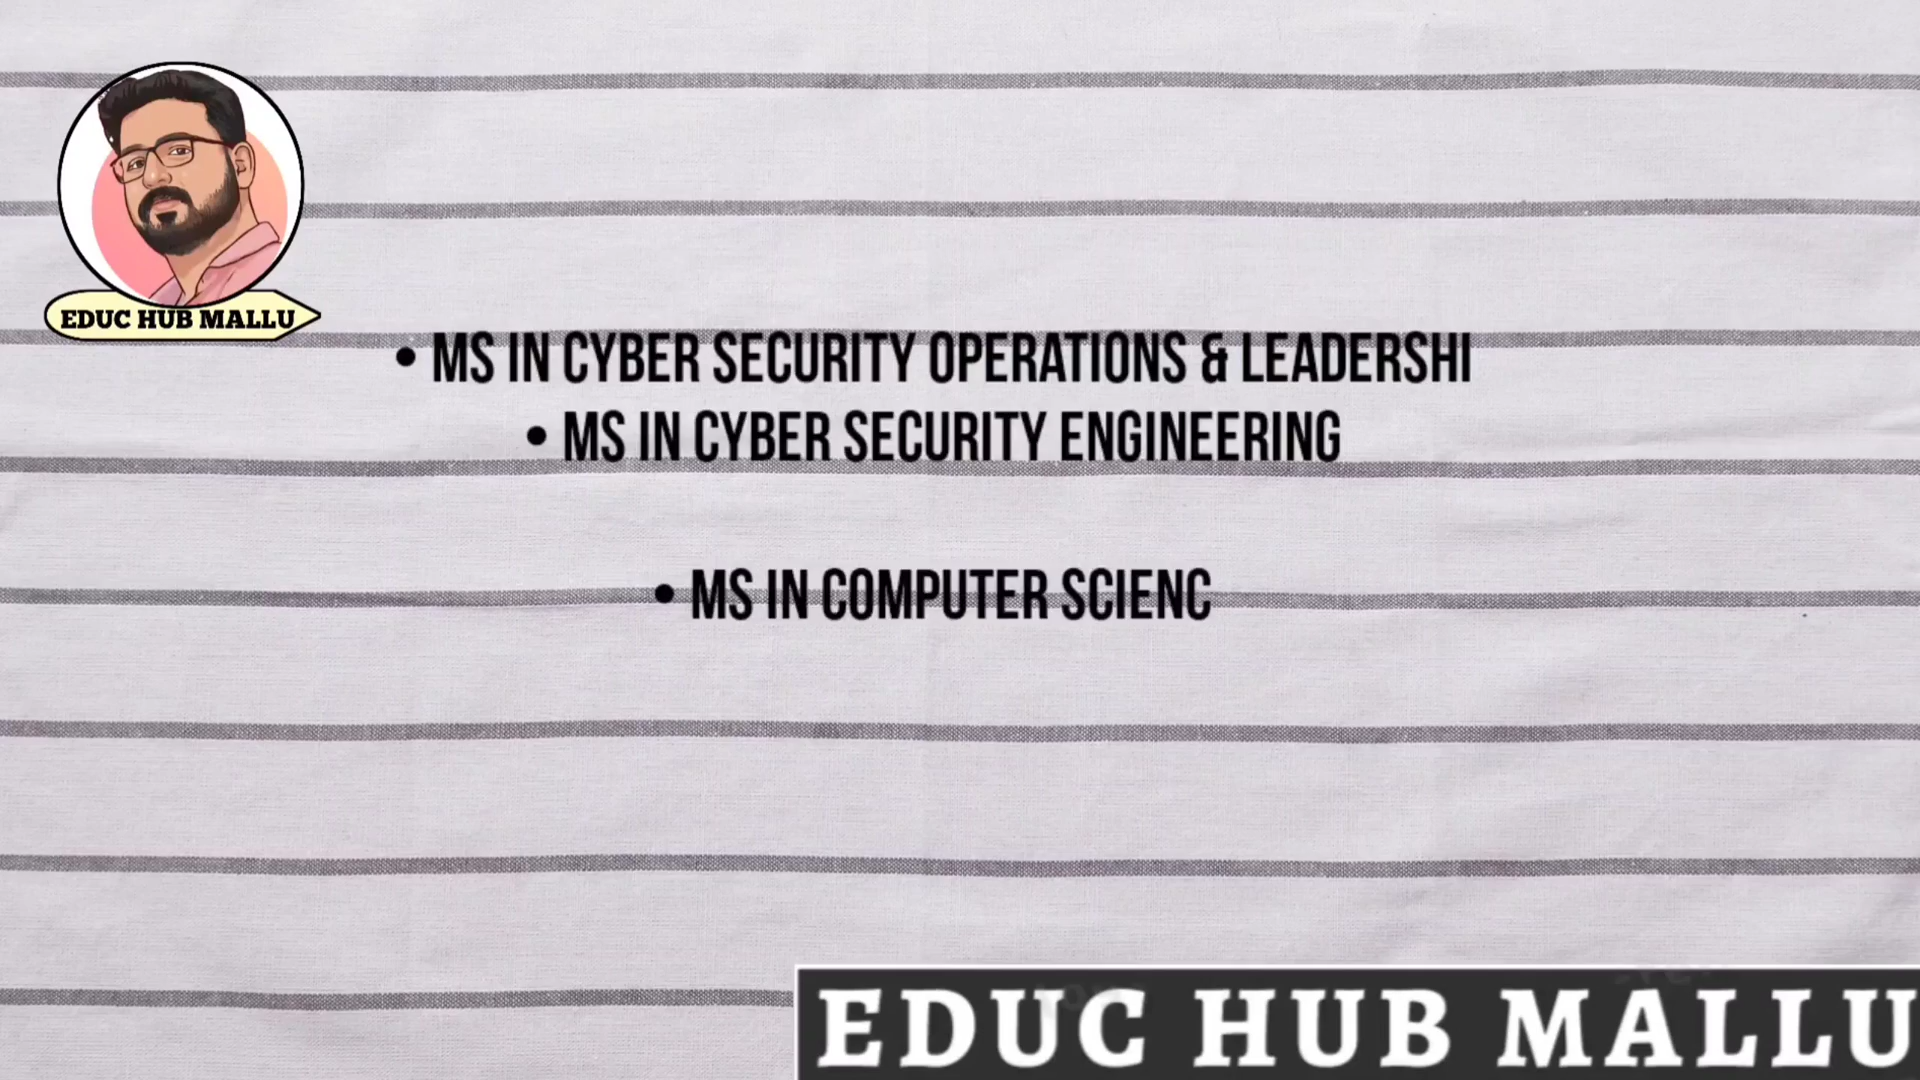 EDUC HUB MALLU
• MS IN CYBER SECURITY OPERATIONS & LEADERSHI
• MS IN CYBER SECURITY ENGINEERING
• MS IN COMPUTER SCIENC
EDUC HUB MALLU